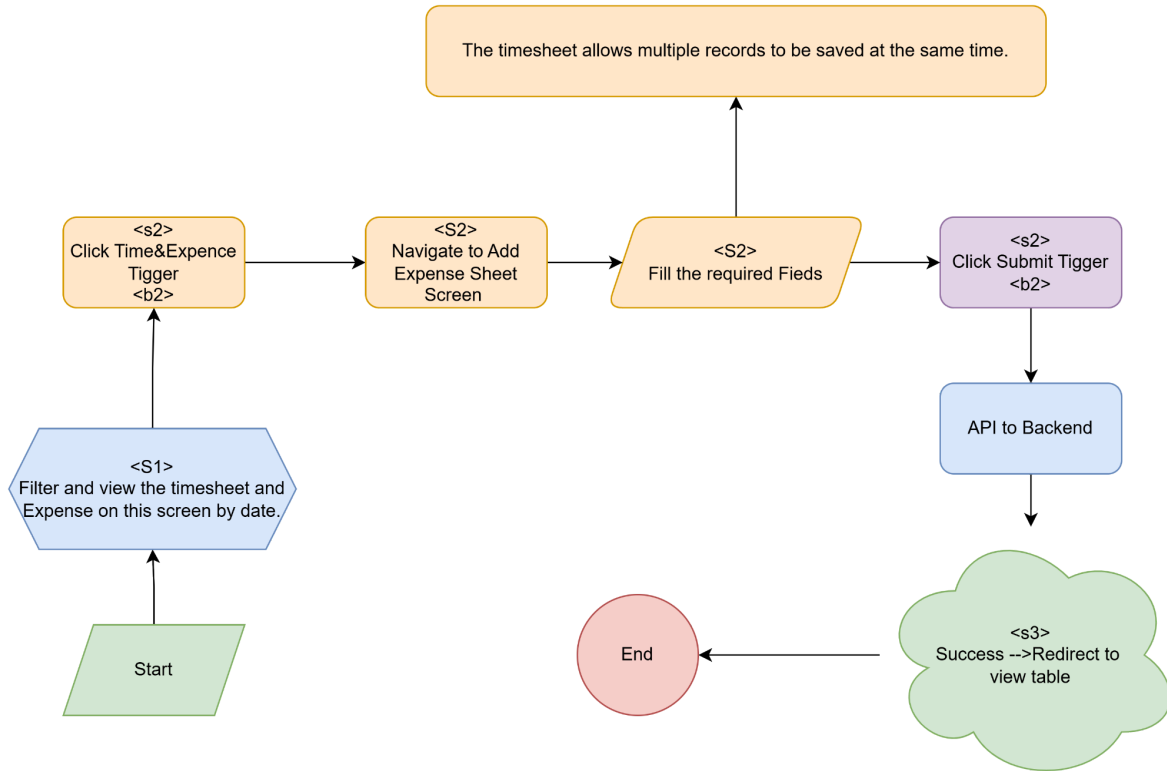 The timesheet allows multiple records to be saved at the same time.
<s2>
Click Time&Expence
Tigger
<b2>
<S2>
Navigate to Add
Expense Sheet
Screen
<S2>
Fill the required Fieds
<s2>
Click Submit Tigger
<b2>
<S1>
Filter and view the timesheet and
Expense on this screen by date.
API to Backend
Start
End
<s3>
Success -->Redirect to
view table